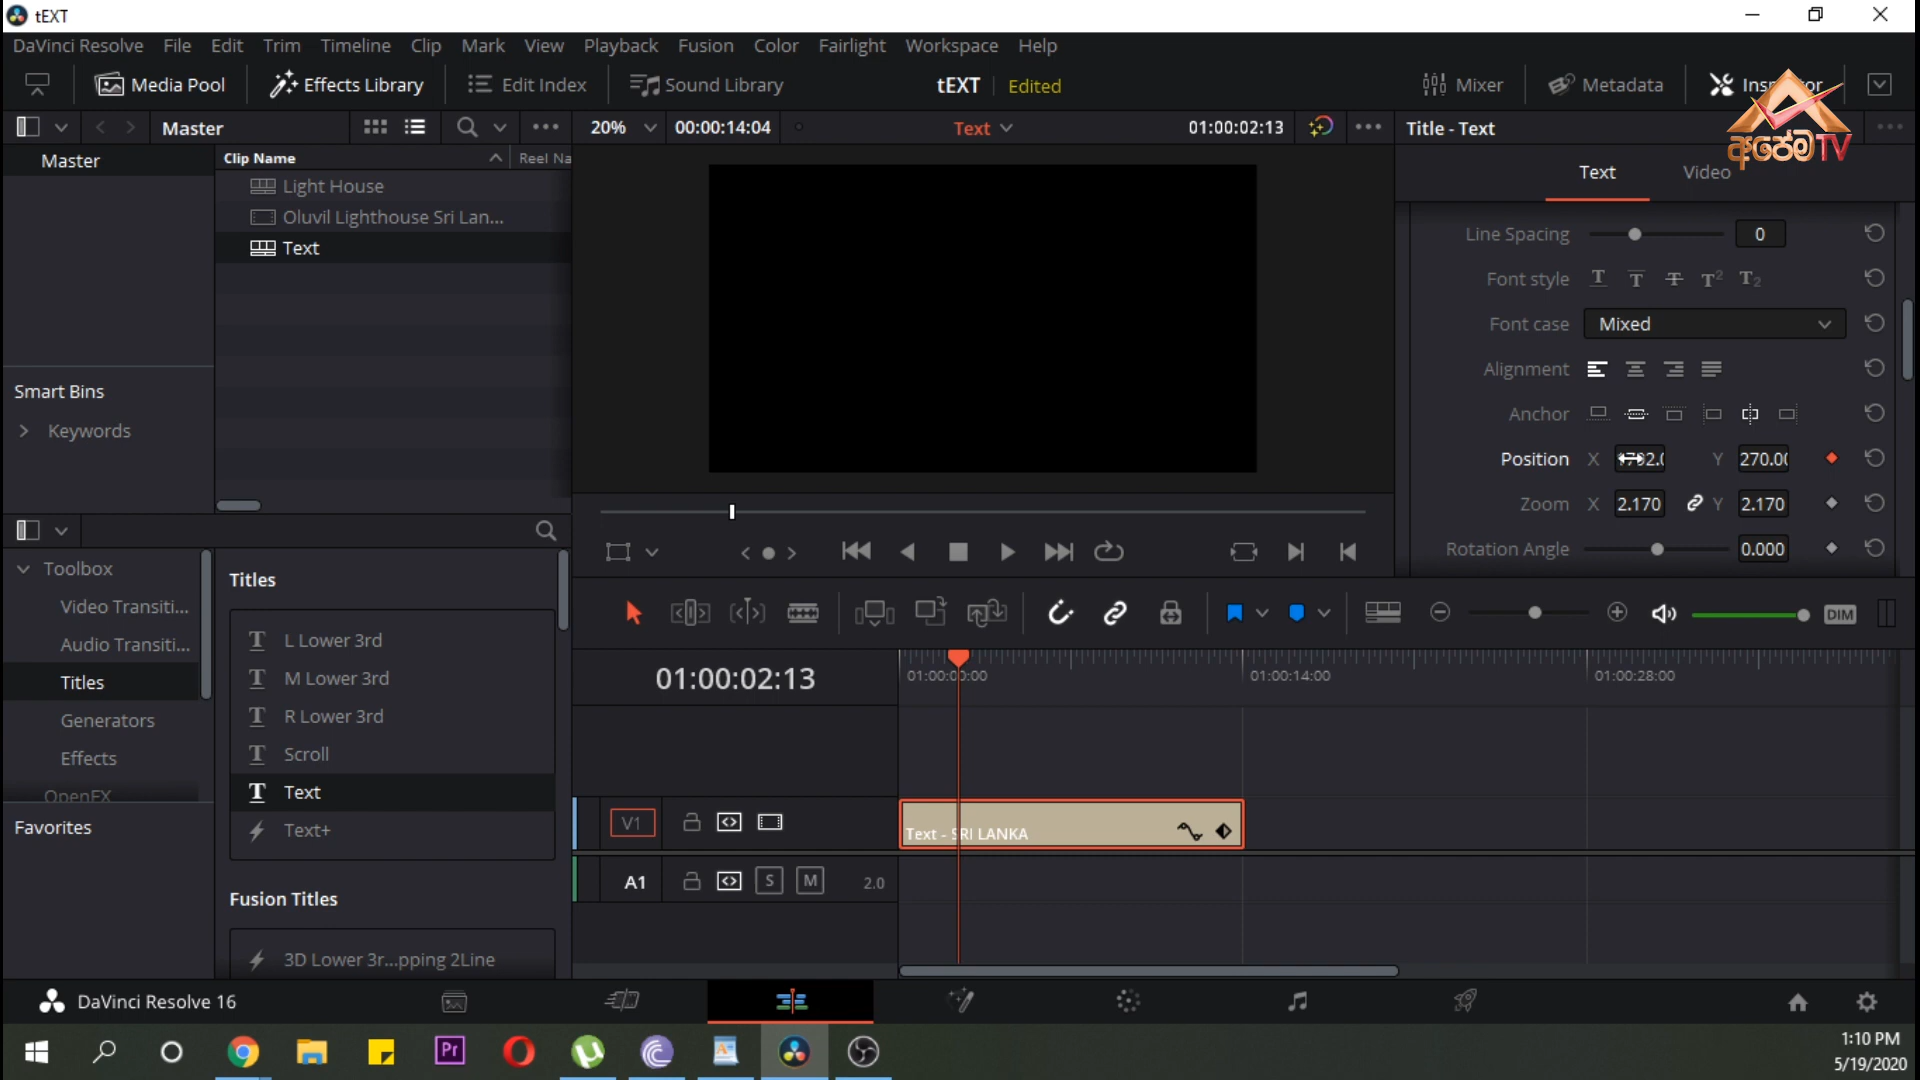 tEXT
DaVinci Resolve File Edit Trim Timeline Clip Mark View Playback Fusion Color Fairlight Workspace Help
Media Pool Effects Library Edit Index Sound Library tEXT Edited Mixer Metadata
Master 20% 00:00:14:04 Text 01:00:02:13 Title - Text
අපේම TV
Master
Clip Name Reel Na
Light House
Oluvil Lighthouse Sri Lan...
Text
Smart Bins
Keywords
Text Video
Line Spacing 0
Font style T T T T2 T2
Font case Mixed
Alignment
Anchor
Position X Y 270.0
Zoom X 2.170 Y 2.170
Rotation Angle 0.000
Toolbox
Video Transiti...
Audio Transiti...
Titles
Generators
Effects
OpenFX
Favorites
Titles
L Lower 3rd
M Lower 3rd
R Lower 3rd
Scroll
Text
Text+
Fusion Titles
3D Lower 3r...pping 2Line
DIM
01:00:02:13 01:00:00:00 01:00:14:00 01:00:28:00
V1 Text - SRI LANKA
A1 S M 2.0
DaVinci Resolve 16
Pr
1:10 PM
5/19/2020